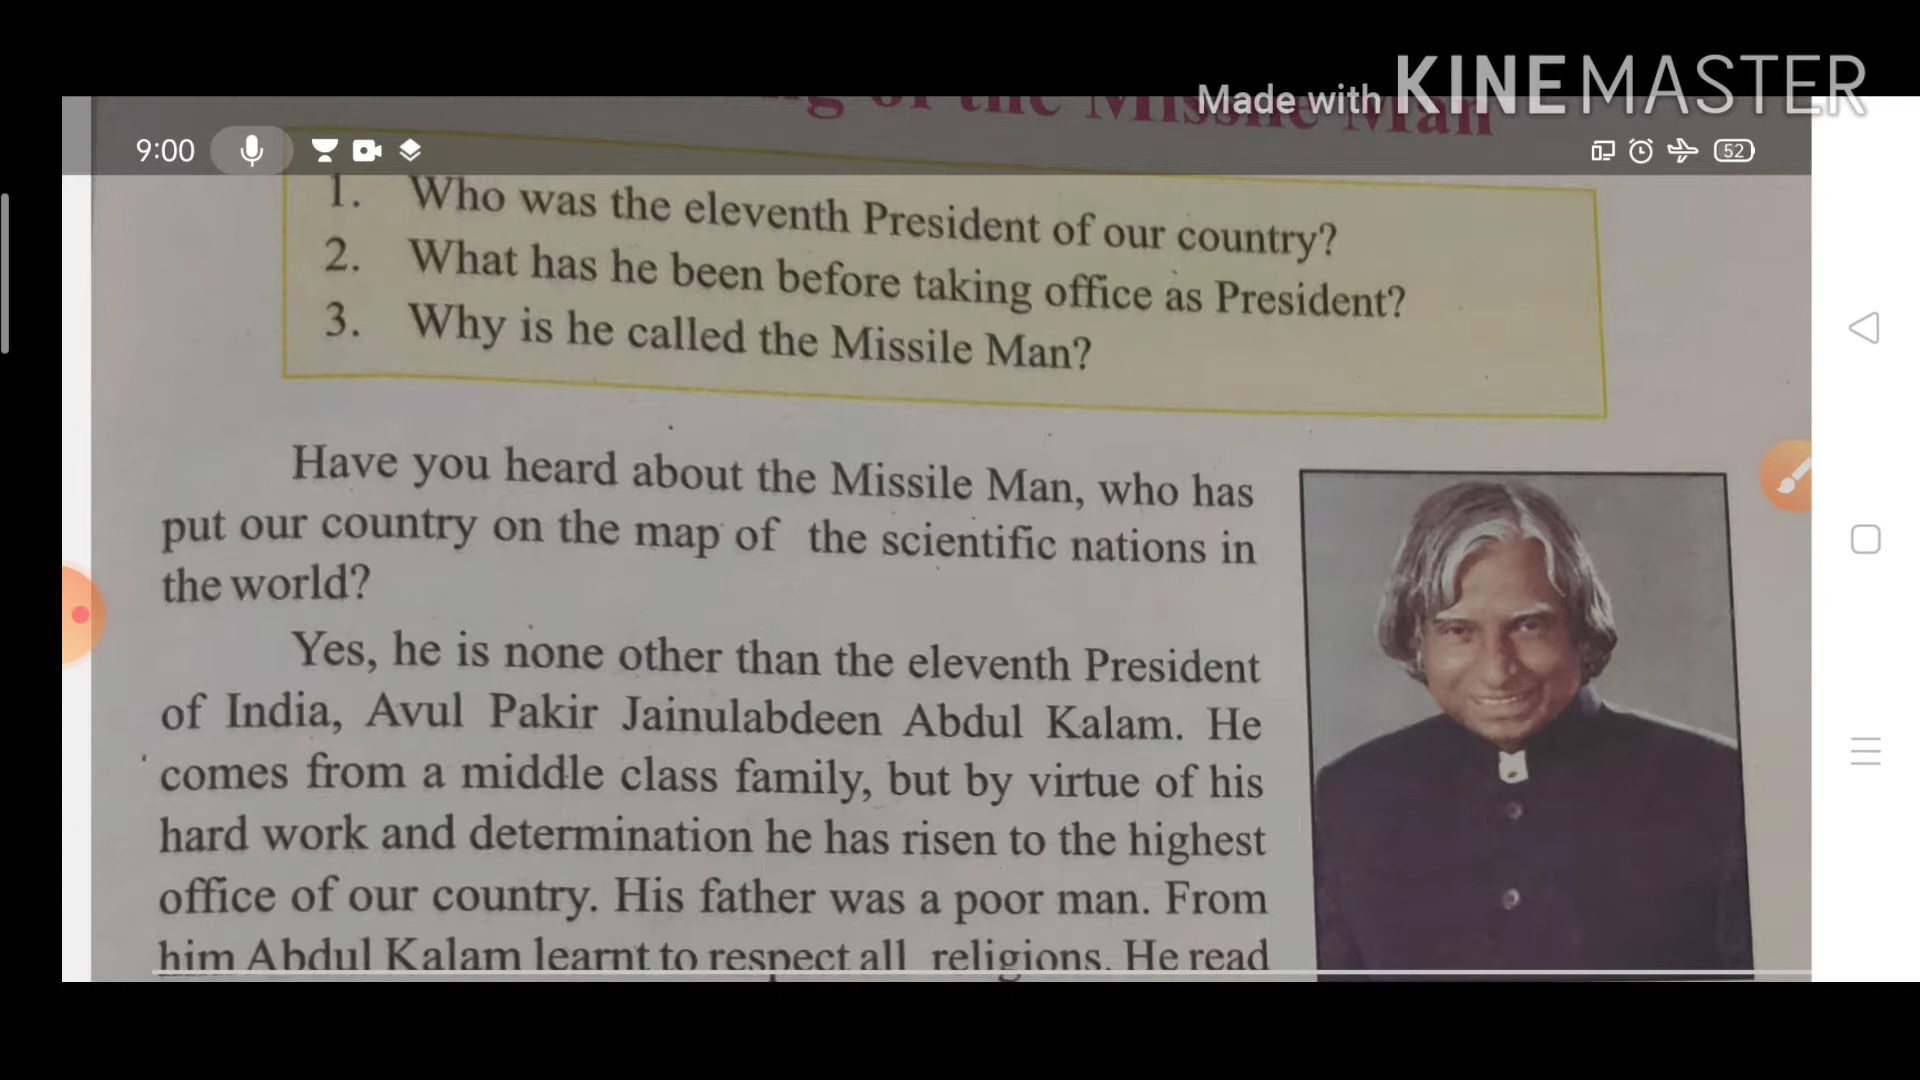 Made with KINEMASTER
of the Missile Man
9:00
52
1. Who was the eleventh President of our country?
2. What has he been before taking office as President?
3. Why is he called the Missile Man?
Have you heard about the Missile Man, who has
put our country on the map of the scientific nations in
the world?
Yes, he is none other than the eleventh President
of India, Avul Pakir Jainulabdeen Abdul Kalam. He
comes from a middle class family, but by virtue of his
hard work and determination he has risen to the highest
office of our country. His father was a poor man. From
him Abdul Kalam learnt to respect all religions. He read